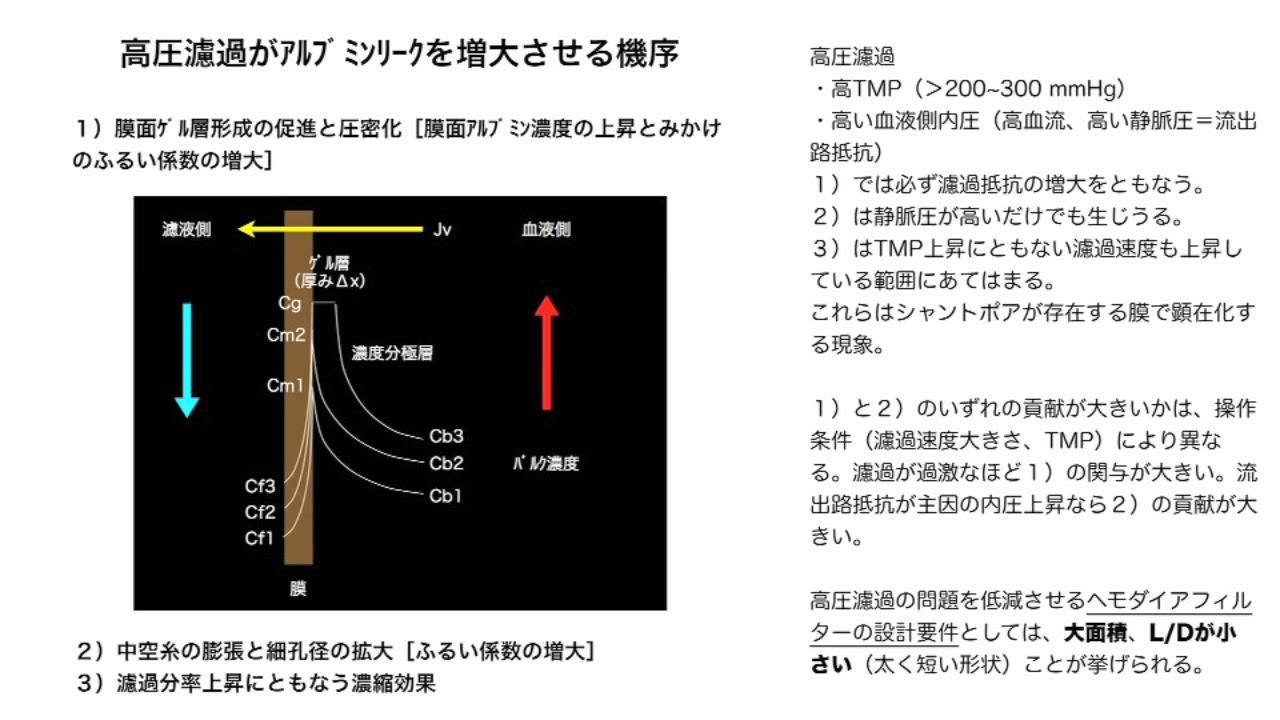 高圧濾過がｱﾙﾌﾞﾐﾝﾘｰｸを増大させる機序
１）膜面ｹﾞﾙ層形成の促進と圧密化［膜面ｱﾙﾌﾞﾐﾝ濃度の上昇とみかけ
のふるい係数の増大］
濾液側
Jv
血液側
ｹﾞﾙ層
（厚みΔx）
Cg
Cm2
濃度分極層
Cm1
Cb3
Cb2
ﾊﾞﾙｸ濃度
Cb1
Cf3
Cf2
Cf1
膜
２）中空糸の膨張と細孔径の拡大［ふるい係数の増大］
３）濾過分率上昇にともなう濃縮効果
高圧濾過
・高TMP（＞200~300 mmHg）
・高い血液側内圧（高血流、高い静脈圧＝流出
路抵抗）
１）では必ず濾過抵抗の増大をともなう。
２）は静脈圧が高いだけでも生じうる。
３）はTMP上昇にともない濾過速度も上昇し
ている範囲にあてはまる。
これらはシャントポアが存在する膜で顕在化す
る現象。
１）と２）のいずれの貢献が大きいかは、操作
条件（濾過速度大きさ、TMP）により異な
る。濾過が過激なほど１）の関与が大きい。流
出路抵抗が主因の内圧上昇なら２）の貢献が大
きい。
高圧濾過の問題を低減させるヘモダイアフィル
ターの設計要件としては、大面積、L/Dが小
さい（太く短い形状）ことが挙げられる。